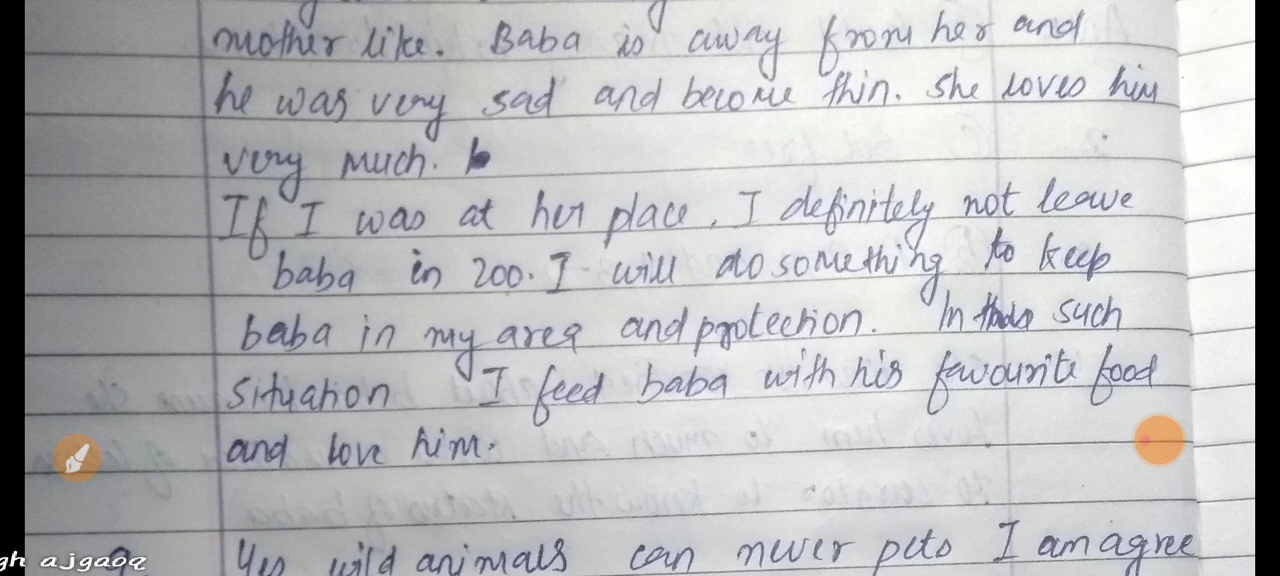 mother like. Baba is away from her and
he was very sad and become thin. She loves him
very much.
If I was at her place, I definitely not leave
baba in zoo. I will do something to keep
baba in my area and protection. In such
situation I feed baba with his favourite food
and love him.
gh ajgaoq
9. Yes wild animals can never pets I am agree